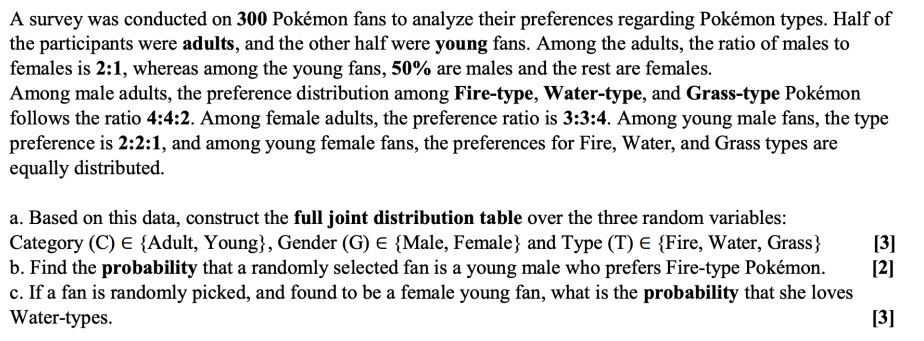 A survey was conducted on 300 Pokémon fans to analyze their preferences regarding Pokémon types. Half of
the participants were adults, and the other half were young fans. Among the adults, the ratio of males to
females is 2:1, whereas among the young fans, 50% are males and the rest are females.
Among male adults, the preference distribution among Fire-type, Water-type, and Grass-type Pokémon
follows the ratio 4:4:2. Among female adults, the preference ratio is 3:3:4. Among young male fans, the type
preference is 2:2:1, and among young female fans, the preferences for Fire, Water, and Grass types are
equally distributed.
a. Based on this data, construct the full joint distribution table over the three random variables:
Category (C) ∈ {Adult, Young}, Gender (G) ∈ {Male, Female} and Type (T) ∈ {Fire, Water, Grass} [3]
b. Find the probability that a randomly selected fan is a young male who prefers Fire-type Pokémon. [2]
c. If a fan is randomly picked, and found to be a female young fan, what is the probability that she loves
Water-types. [3]